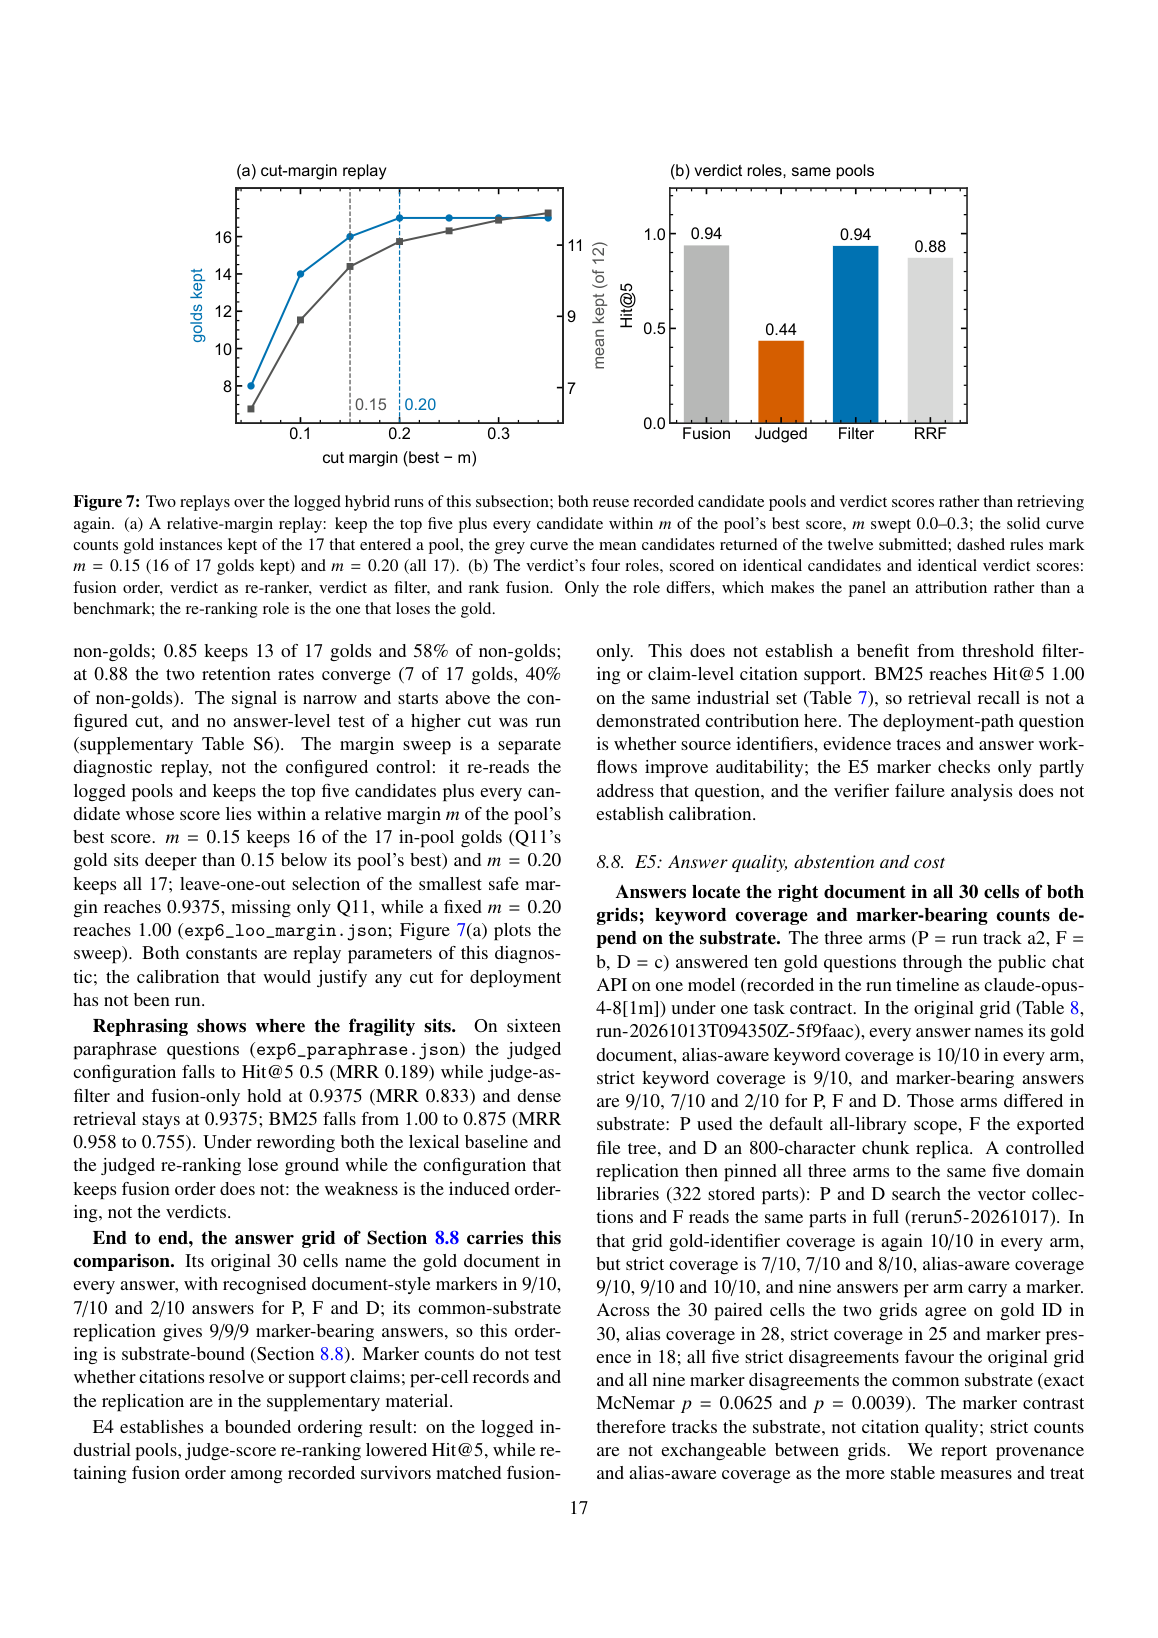 (a) cut-margin replay
16
14
12
10
8
golds kept
11
9
7
mean kept (of 12)
0.15
0.20
0.1
0.2
0.3
cut margin (best − m)
(b) verdict roles, same pools
1.0
0.5
0.0
Hit@5
0.94
0.44
0.94
0.88
Fusion
Judged
Filter
RRF
Figure 7: Two replays over the logged hybrid runs of this subsection; both reuse recorded candidate pools and verdict scores rather than retrieving
again. (a) A relative-margin replay: keep the top five plus every candidate within m of the pool's best score, m swept 0.0–0.3; the solid curve
counts gold instances kept of the 17 that entered a pool, the grey curve the mean candidates returned of the twelve submitted; dashed rules mark
m = 0.15 (16 of 17 golds kept) and m = 0.20 (all 17). (b) The verdict's four roles, scored on identical candidates and identical verdict scores:
fusion order, verdict as re-ranker, verdict as filter, and rank fusion. Only the role differs, which makes the panel an attribution rather than a
benchmark; the re-ranking role is the one that loses the gold.
non-golds; 0.85 keeps 13 of 17 golds and 58% of non-golds;
at 0.88 the two retention rates converge (7 of 17 golds, 40%
of non-golds). The signal is narrow and starts above the con-
figured cut, and no answer-level test of a higher cut was run
(supplementary Table S6). The margin sweep is a separate
diagnostic replay, not the configured control: it re-reads the
logged pools and keeps the top five candidates plus every can-
didate whose score lies within a relative margin m of the pool's
best score. m = 0.15 keeps 16 of the 17 in-pool golds (Q11's
gold sits deeper than 0.15 below its pool's best) and m = 0.20
keeps all 17; leave-one-out selection of the smallest safe mar-
gin reaches 0.9375, missing only Q11, while a fixed m = 0.20
reaches 1.00 (exp6_loo_margin.json; Figure 7(a) plots the
sweep). Both constants are replay parameters of this diagnos-
tic; the calibration that would justify any cut for deployment
has not been run.
Rephrasing shows where the fragility sits. On sixteen
paraphrase questions (exp6_paraphrase.json) the judged
configuration falls to Hit@5 0.5 (MRR 0.189) while judge-as-
filter and fusion-only hold at 0.9375 (MRR 0.833) and dense
retrieval stays at 0.9375; BM25 falls from 1.00 to 0.875 (MRR
0.958 to 0.755). Under rewording both the lexical baseline and
the judged re-ranking lose ground while the configuration that
keeps fusion order does not: the weakness is the induced order-
ing, not the verdicts.
End to end, the answer grid of Section 8.8 carries this
comparison. Its original 30 cells name the gold document in
every answer, with recognised document-style markers in 9/10,
7/10 and 2/10 answers for P, F and D; its common-substrate
replication gives 9/9/9 marker-bearing answers, so this order-
ing is substrate-bound (Section 8.8). Marker counts do not test
whether citations resolve or support claims; per-cell records and
the replication are in the supplementary material.
E4 establishes a bounded ordering result: on the logged in-
dustrial pools, judge-score re-ranking lowered Hit@5, while re-
taining fusion order among recorded survivors matched fusion-
only. This does not establish a benefit from threshold filter-
ing or claim-level citation support. BM25 reaches Hit@5 1.00
on the same industrial set (Table 7), so retrieval recall is not a
demonstrated contribution here. The deployment-path question
is whether source identifiers, evidence traces and answer work-
flows improve auditability; the E5 marker checks only partly
address that question, and the verifier failure analysis does not
establish calibration.
8.8. E5: Answer quality, abstention and cost
Answers locate the right document in all 30 cells of both
grids; keyword coverage and marker-bearing counts de-
pend on the substrate. The three arms (P = run track a2, F =
b, D = c) answered ten gold questions through the public chat
API on one model (recorded in the run timeline as claude-opus-
4-8[1m]) under one task contract. In the original grid (Table 8,
run-20261013T094350Z-5f9faac), every answer names its gold
document, alias-aware keyword coverage is 10/10 in every arm,
strict keyword coverage is 9/10, and marker-bearing answers
are 9/10, 7/10 and 2/10 for P, F and D. Those arms differed in
substrate: P used the default all-library scope, F the exported
file tree, and D an 800-character chunk replica. A controlled
replication then pinned all three arms to the same five domain
libraries (322 stored parts): P and D search the vector collec-
tions and F reads the same parts in full (rerun5-20261017). In
that grid gold-identifier coverage is again 10/10 in every arm,
but strict coverage is 7/10, 7/10 and 8/10, alias-aware coverage
9/10, 9/10 and 10/10, and nine answers per arm carry a marker.
Across the 30 paired cells the two grids agree on gold ID in
30, alias coverage in 28, strict coverage in 25 and marker pres-
ence in 18; all five strict disagreements favour the original grid
and all nine marker disagreements the common substrate (exact
McNemar p = 0.0625 and p = 0.0039). The marker contrast
therefore tracks the substrate, not citation quality; strict counts
are not exchangeable between grids. We report provenance
and alias-aware coverage as the more stable measures and treat
17